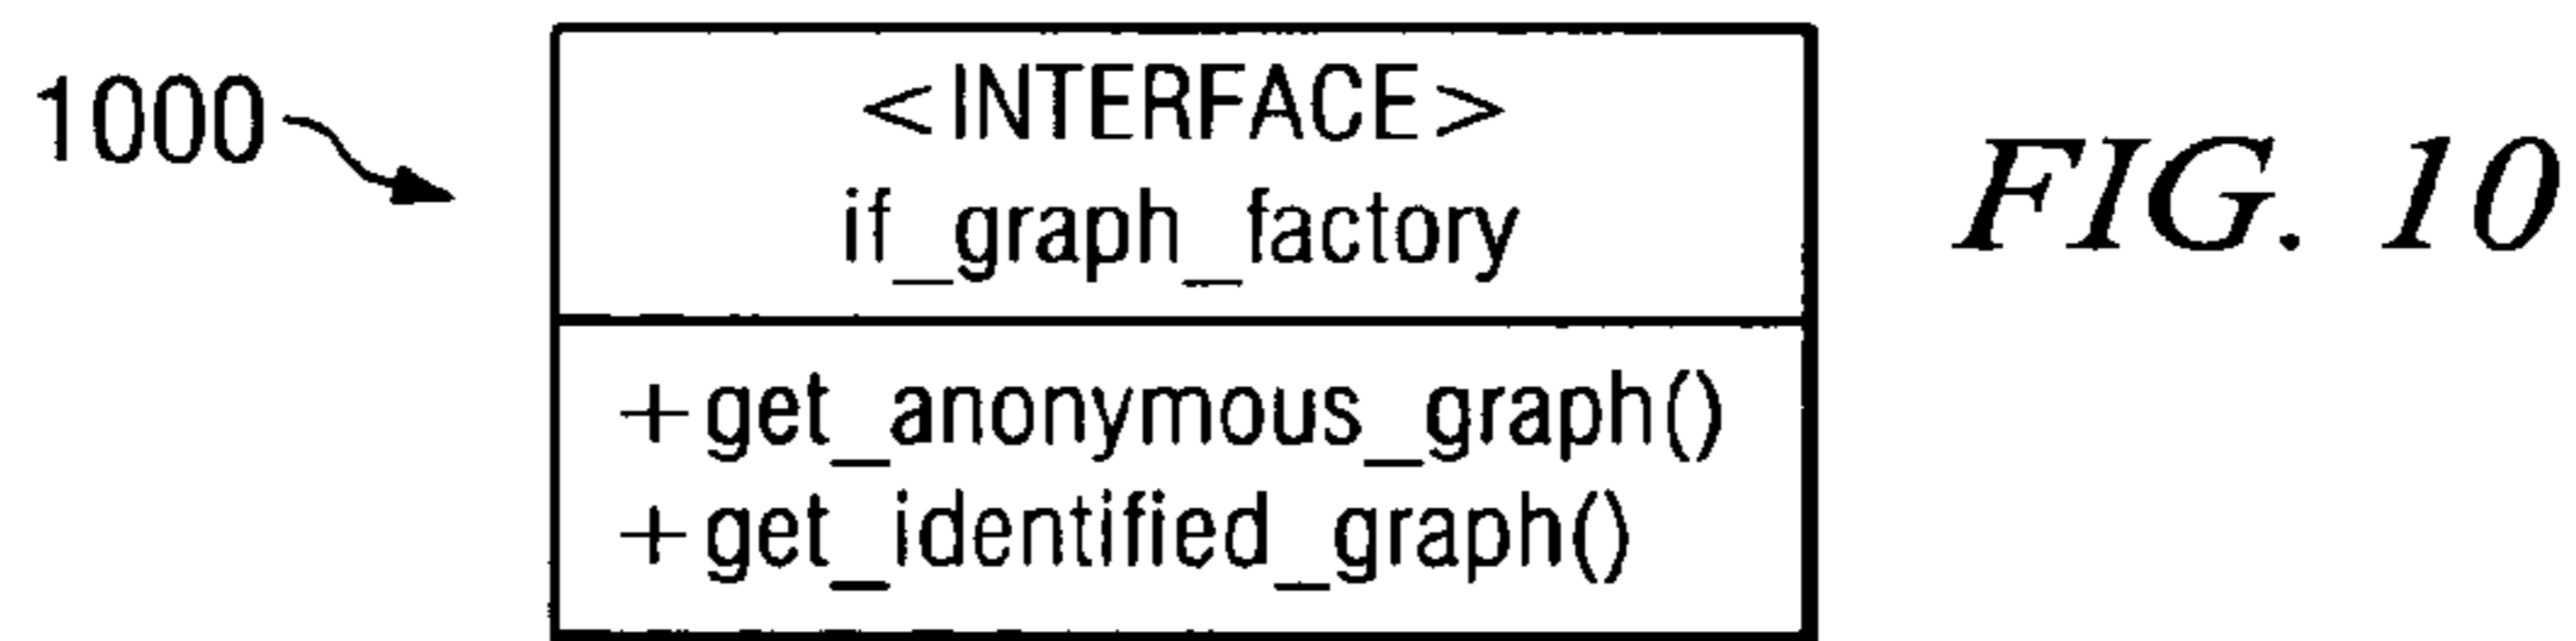 1000
<INTERFACE>
if_graph_factory
+get_anonymous_graph()
+get_identified_graph()
FIG. 10